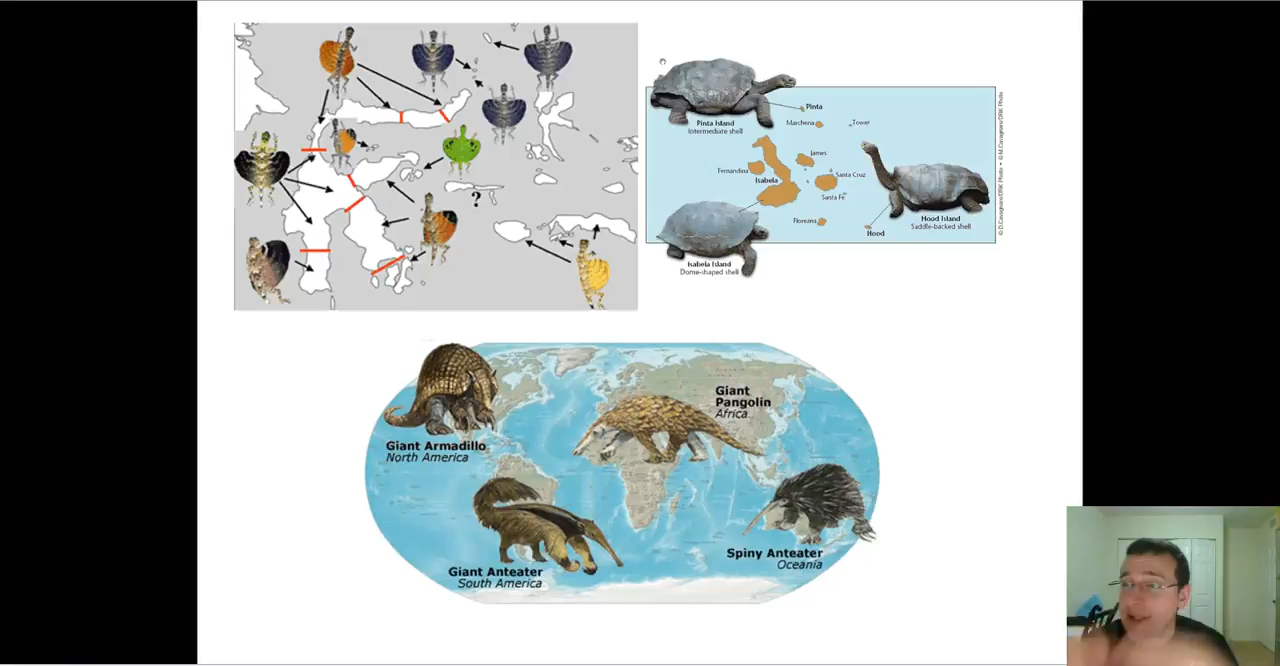 ?
Pinta Island
Intermediate shell
Pinta
Marchena
Tower
James
Fernandina
Isabela
Santa Cruz
Santa Fe
Floreana
Hood
Hood Island
Saddle-backed shell
Isabela Island
Dome-shaped shell
Giant
Pangolin
Africa
Giant Armadillo
North America
Spiny Anteater
Oceania
Giant Anteater
South America